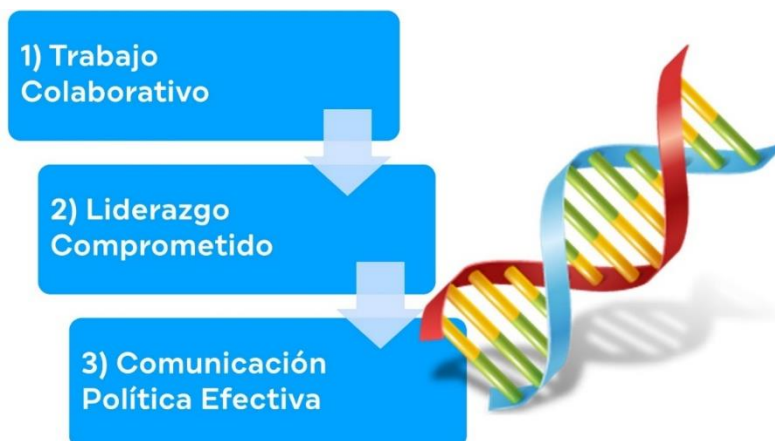 1) Trabajo
Colaborativo
2) Liderazgo
Comprometido
3) Comunicación
Política Efectiva